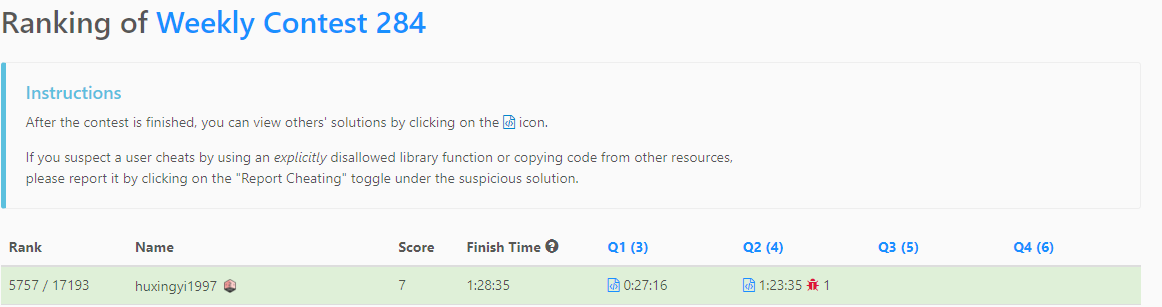 Ranking of Weekly Contest 284
Instructions
After the contest is finished, you can view others' solutions by clicking on the icon.
If you suspect a user cheats by using an explicitly disallowed library function or copying code from other resources,
please report it by clicking on the "Report Cheating" toggle under the suspicious solution.
Rank Name Score Finish Time Q1 (3) Q2 (4) Q3 (5) Q4 (6)
5757 / 17193 huxingyi1997 7 1:28:35 0:27:16 1:23:35 1